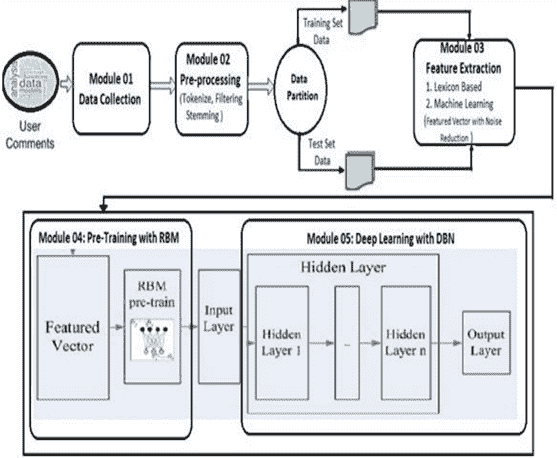 analysis
data
User
Comments
Module 01
Data Collection
Module 02
Pre-processing
(Tokenize, Filtering
Stemming )
Data
Partition
Training Set
Data
Test Set
Data
Module 03
Feature Extraction
1. Lexicon Based
2. Machine Learning
(Featured Vector with Noise
Reduction )
Module 04: Pre-Training with RBM
Featured
Vector
RBM
pre-train
Input
Layer
Module 05: Deep Learning with DBN
Hidden Layer
Hidden
Layer 1
...
Hidden
Layer n
Output
Layer